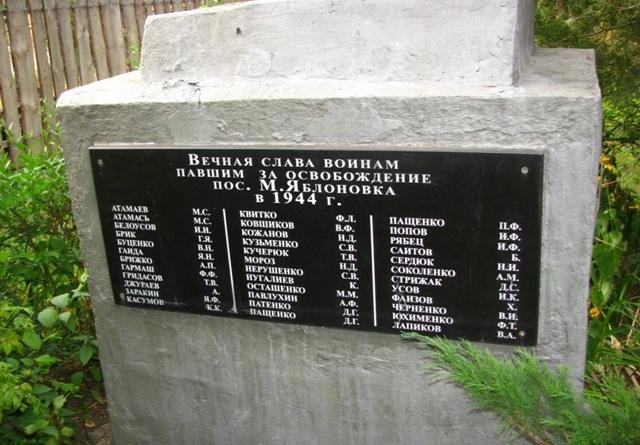 Вечная слава воинам
павшим за освобождение
пос. М.Яблоновка
в 1944 г.
Атамаев М.С.
Атамась М.С.
Белоусов И.И.
Брик Г.Я.
Буценко В.Н.
Гаида Я.Н.
Брижко А.П.
Гармаш Ф.Ф.
Гридасов Т.В.
Джураев А.
Заракин Я.Ф.
Касумов К.К.
Квитко Ф.Л.
Ковшиков В.Ф.
Кожанов Н.Д.
Кузьменко С.В.
Кучерюк Т.В.
Мороз Н.Д.
Нерушенко С.В.
Нугалиев К.
Осташенко М.М.
Павлухин А.Ф.
Патенко Д.Г.
Пащенко Д.Г.
Пащенко П.Ф.
Попов И.Ф.
Рябец И.Ф.
Саитов Б.
Сердюк Н.И.
Соколенко А.М.
Стрижак Д.С.
Усов И.К.
Фаизов Х.
Черненко В.И.
Юхименко Ф.Т.
Лапиков В.А.